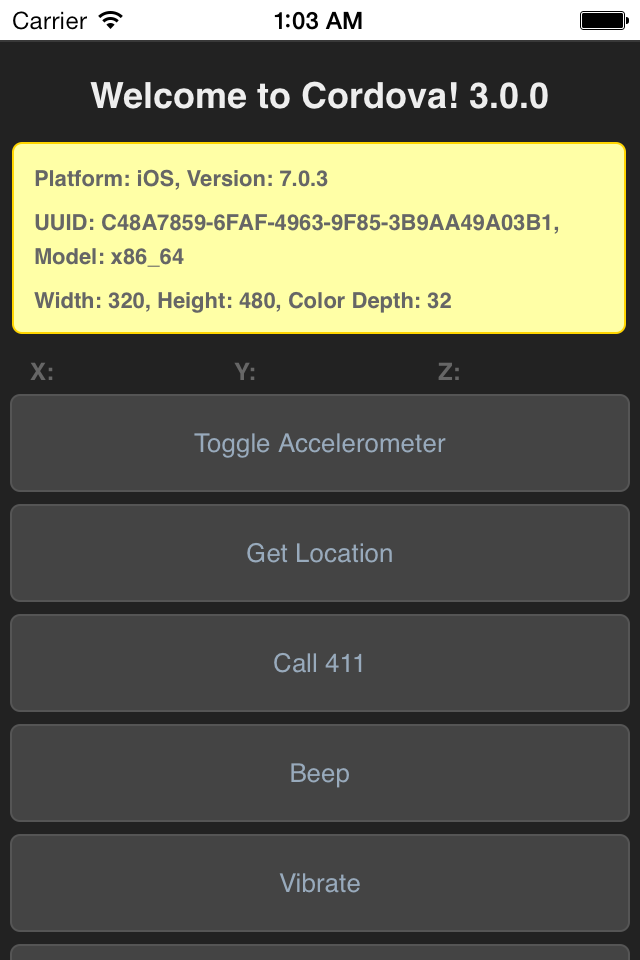 Carrier 1:03 AM
Welcome to Cordova! 3.0.0
Platform: iOS, Version: 7.0.3
UUID: C48A7859-6FAF-4963-9F85-3B9AA49A03B1,
Model: x86_64
Width: 320, Height: 480, Color Depth: 32
X: Y: Z:
Toggle Accelerometer
Get Location
Call 411
Beep
Vibrate